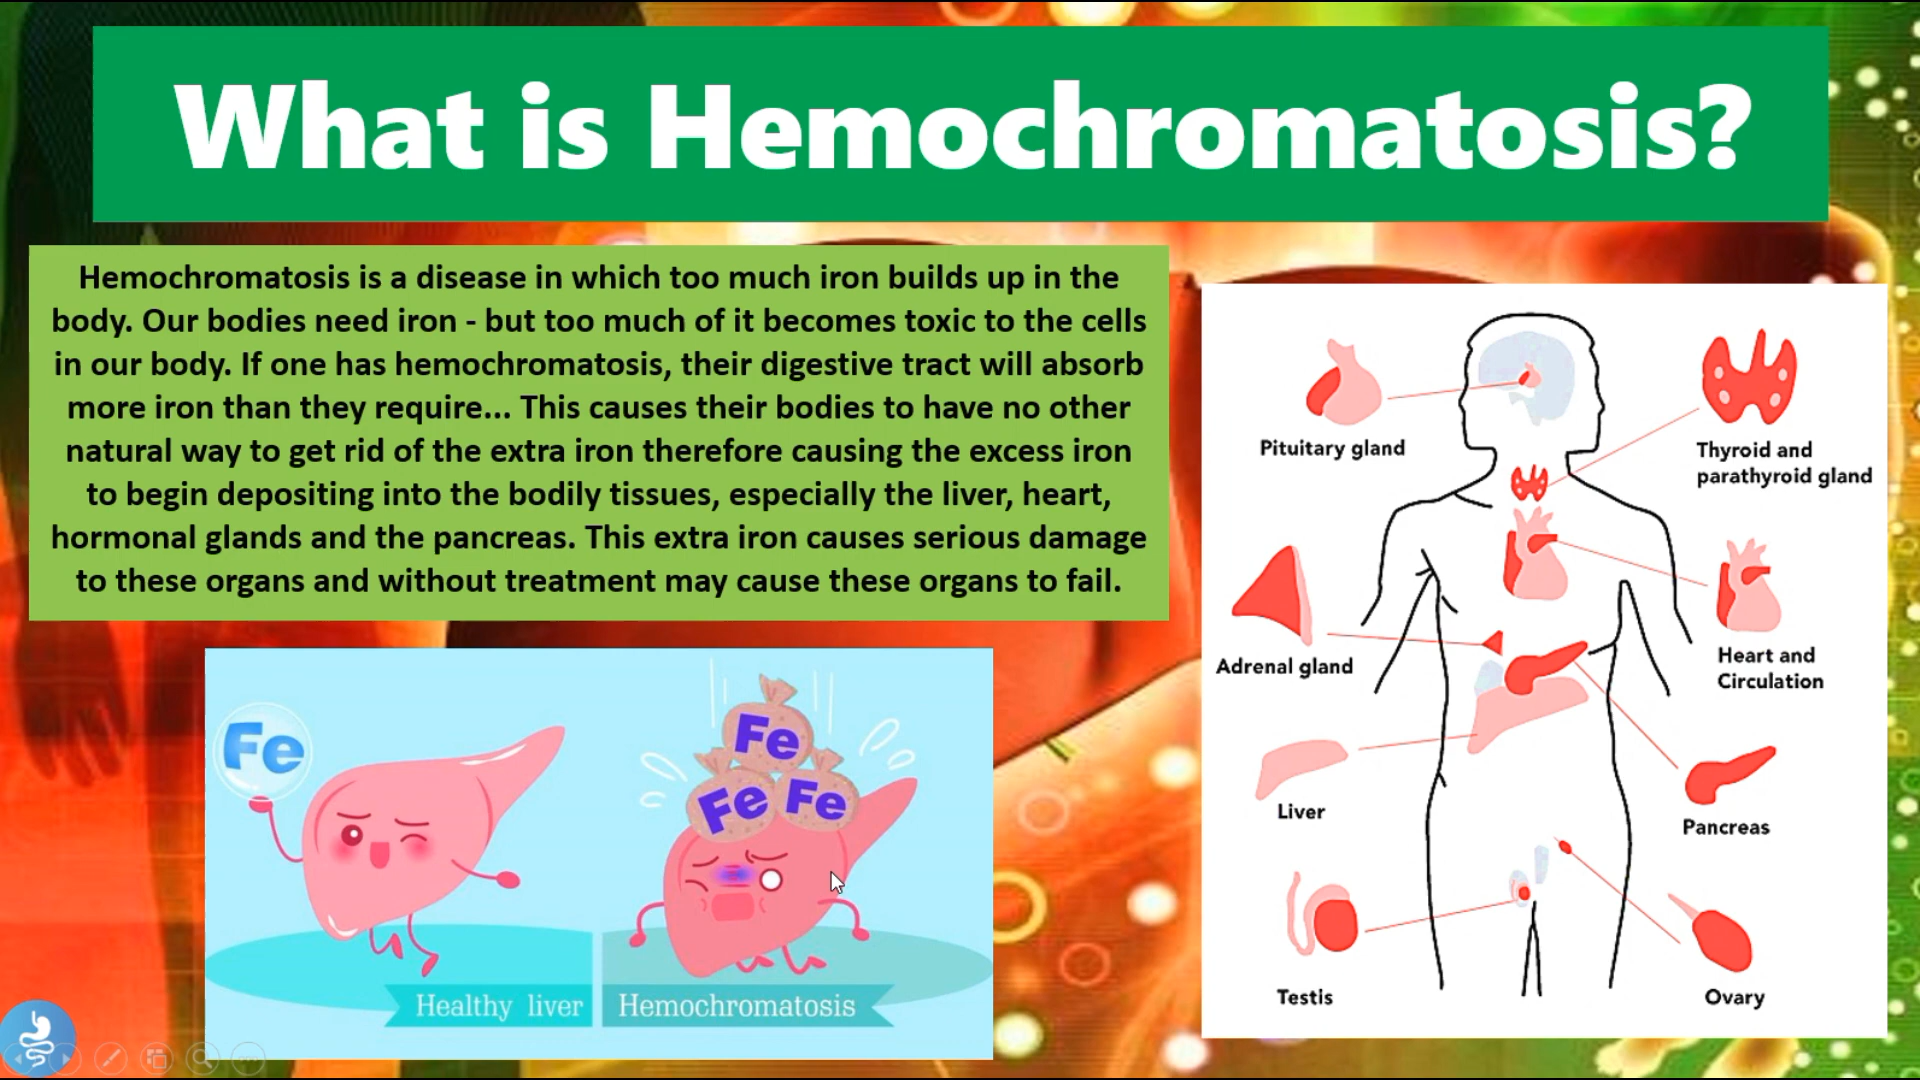 What is Hemochromatosis?
Hemochromatosis is a disease in which too much iron builds up in the
body. Our bodies need iron - but too much of it becomes toxic to the cells
in our body. If one has hemochromatosis, their digestive tract will absorb
more iron than they require... This causes their bodies to have no other
natural way to get rid of the extra iron therefore causing the excess iron
to begin depositing into the bodily tissues, especially the liver, heart,
hormonal glands and the pancreas. This extra iron causes serious damage
to these organs and without treatment may cause these organs to fail.
Fe
Fe
Fe Fe
Healthy liver
Hemochromatosis
Pituitary gland
Thyroid and
parathyroid gland
Adrenal gland
Heart and
Circulation
Liver
Pancreas
Testis
Ovary